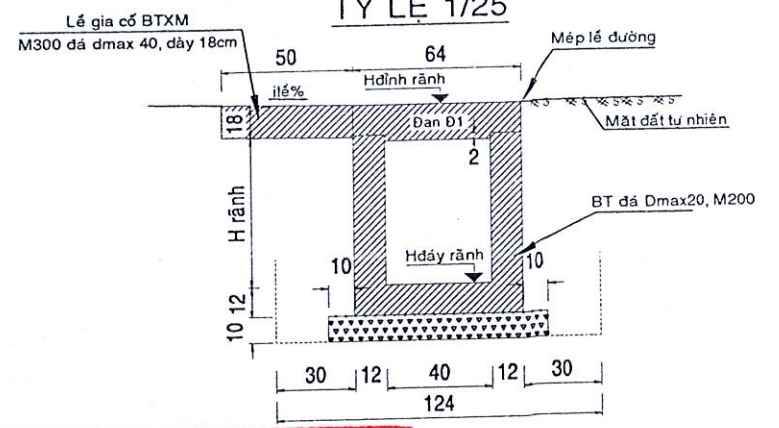 TỶ LỆ 1/25
Lề gia cố BTXM
M300 đá dmax 40, dày 18cm
50
64
Mép lề đường
Hđỉnh rãnh
ilề%
18
Đan Đ1
Mặt đất tự nhiên
2
H rãnh
BT đá Dmax20, M200
Hđáy rãnh
10
10
12
10
30
12
40
12
30
124